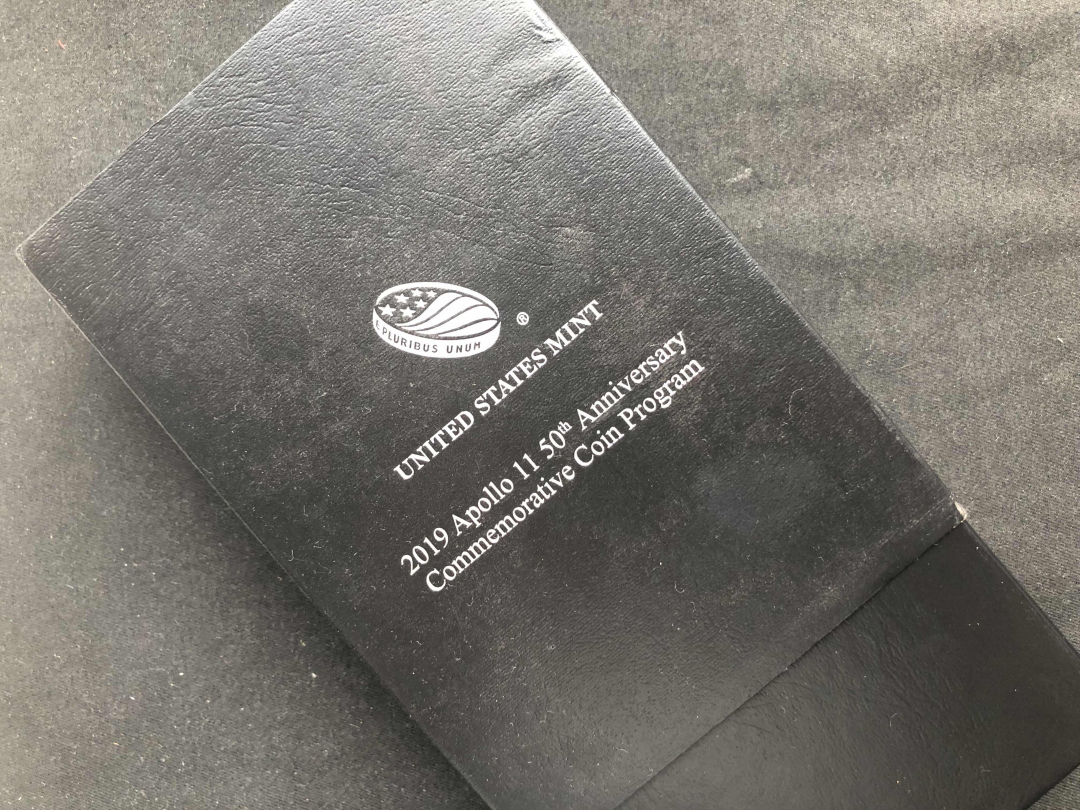 E PLURIBUS UNUM ®
UNITED STATES MINT
2019 Apollo 11 50th Anniversary
Commemorative Coin Program